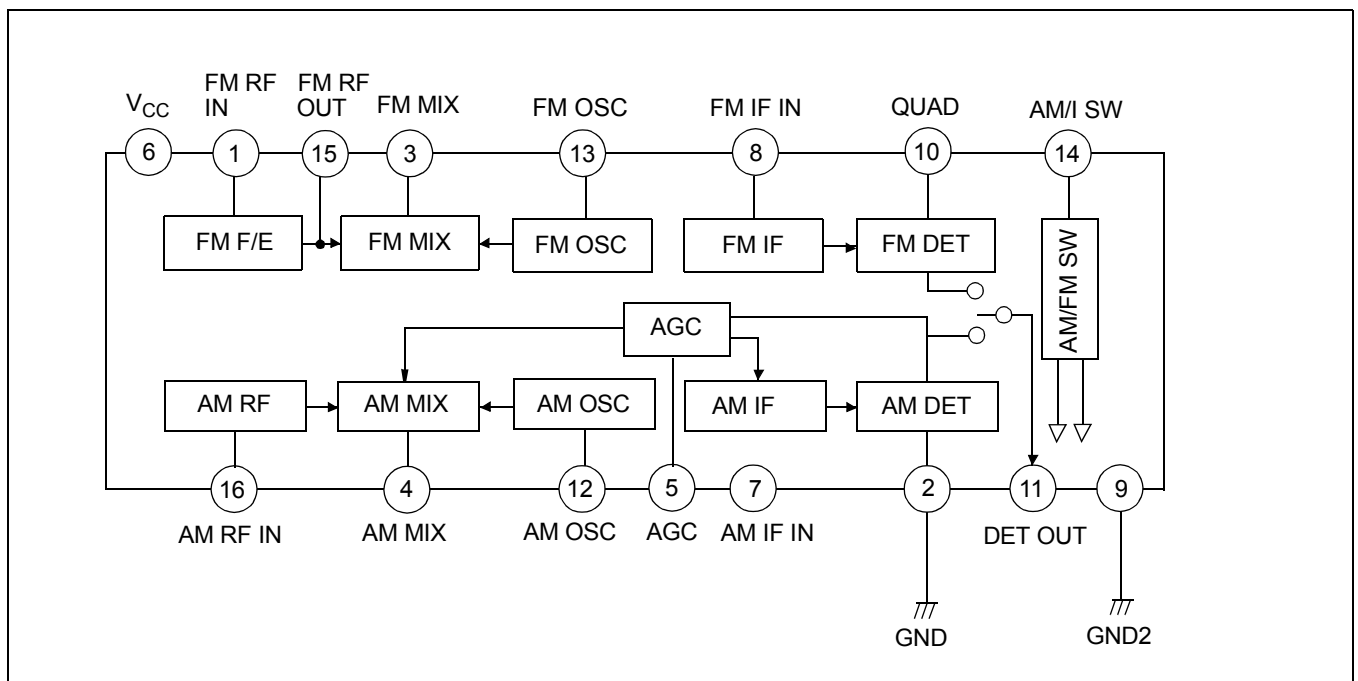 V_CC
FM RF
IN
FM RF
OUT
FM MIX
FM OSC
FM IF IN
QUAD
AM/I SW
6
1
15
3
13
8
10
14
FM F/E
FM MIX
FM OSC
FM IF
FM DET
AM/FM SW
AGC
AM RF
AM MIX
AM OSC
AM IF
AM DET
16
4
12
5
7
2
11
9
AM RF IN
AM MIX
AM OSC
AGC
AM IF IN
DET OUT
GND
GND2